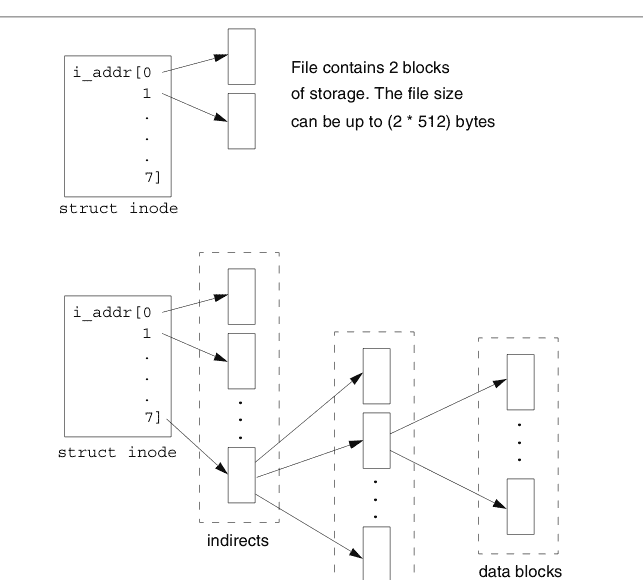 i_addr[0
1
.
.
.
7]
struct inode
File contains 2 blocks
of storage. The file size
can be up to (2 * 512) bytes
i_addr[0
1
.
.
.
7]
struct inode
indirects
data blocks